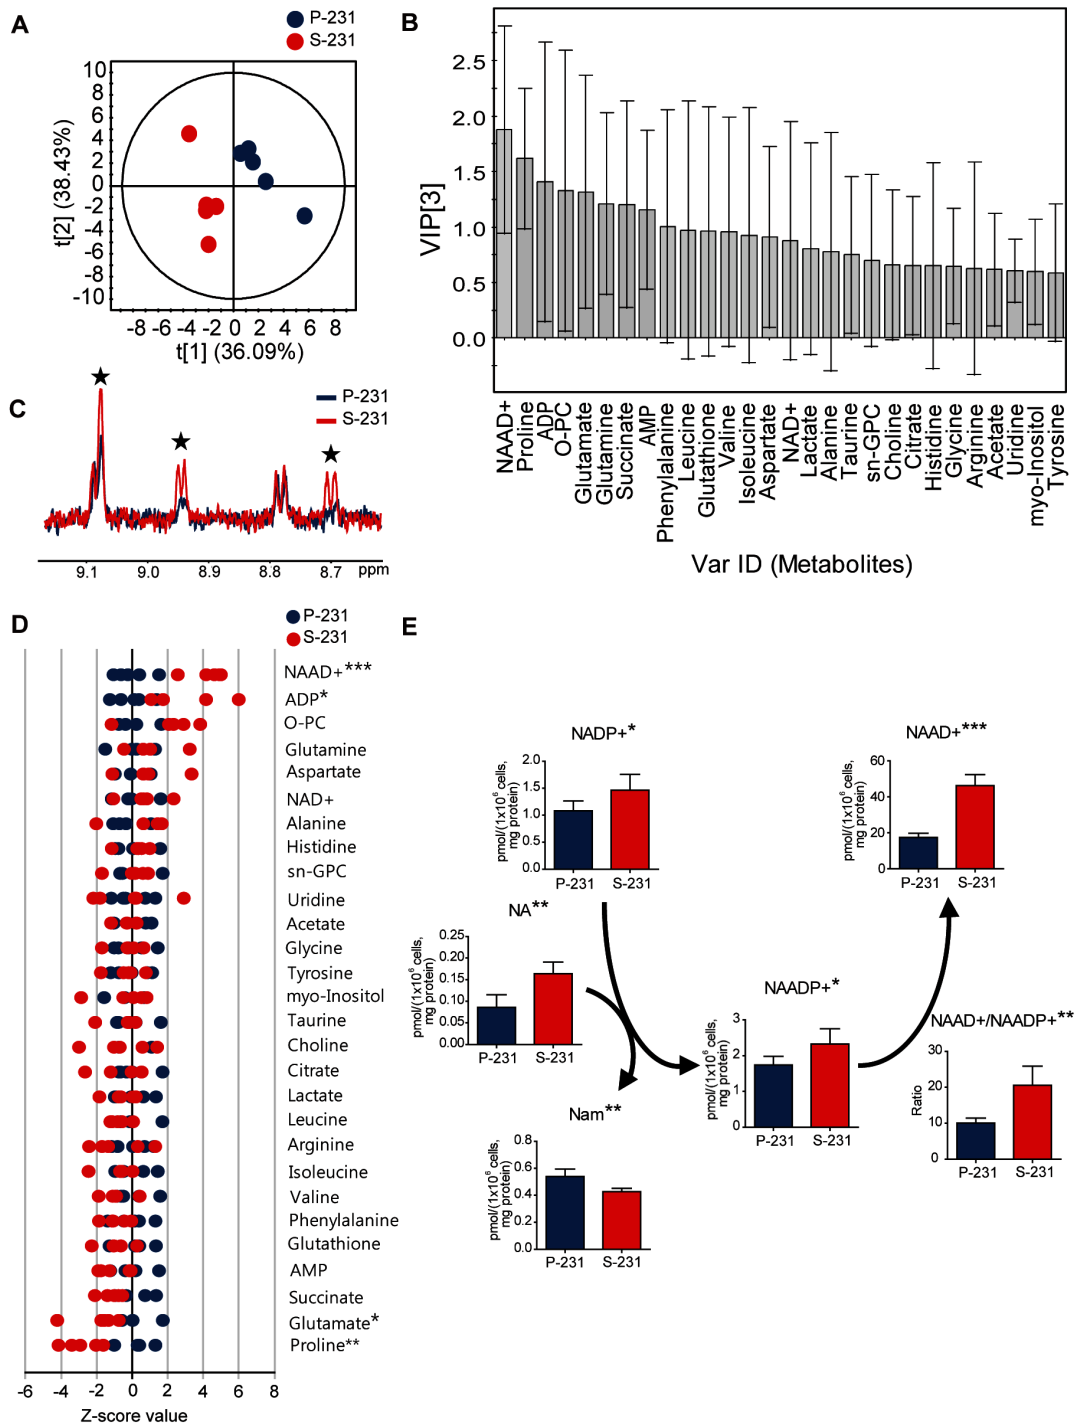 A
P-231
S-231
10
8
6
4
2
0
-2
-4
-6
-8
-10
t[2] (38.43%)
-8 -6 -4 -2 0 2 4 6 8
t[1] (36.09%)
B
2.5
2.0
1.5
1.0
0.5
0.0
VIP[3]
NAAD+
Proline
ADP
O-PC
Glutamate
Glutamine
Succinate
AMP
Phenylalanine
Leucine
Glutathione
Valine
Isoleucine
Aspartate
NAD+
Lactate
Alanine
Taurine
sn-GPC
Choline
Citrate
Histidine
Glycine
Arginine
Acetate
Uridine
myo-Inositol
Tyrosine
Var ID (Metabolites)
C
P-231
S-231
9.1 9.0 8.9 8.8 8.7 ppm
D
P-231
S-231
NAAD+***
ADP*
O-PC
Glutamine
Aspartate
NAD+
Alanine
Histidine
sn-GPC
Uridine
Acetate
Glycine
Tyrosine
myo-Inositol
Taurine
Choline
Citrate
Lactate
Leucine
Arginine
Isoleucine
Valine
Phenylalanine
Glutathione
AMP
Succinate
Glutamate*
Proline**
-6 -4 -2 0 2 4 6 8
Z-score value
E
NADP+*
pmol/(1x10⁶ cells,
mg protein)
2.0
1.5
1.0
0.5
0.0
P-231 S-231
NAAD+***
pmol/(1x10⁶ cells,
mg protein)
60
40
20
0
P-231 S-231
NA**
pmol/(1x10⁶ cells,
mg protein)
0.25
0.20
0.15
0.10
0.05
0.00
P-231 S-231
NAADP+*
pmol/(1x10⁶ cells,
mg protein)
3
2
1
0
P-231 S-231
NAAD+/NAADP+**
Ratio
30
20
10
0
P-231 S-231
Nam**
pmol/(1x10⁶ cells,
mg protein)
0.8
0.6
0.4
0.2
0.0
P-231 S-231